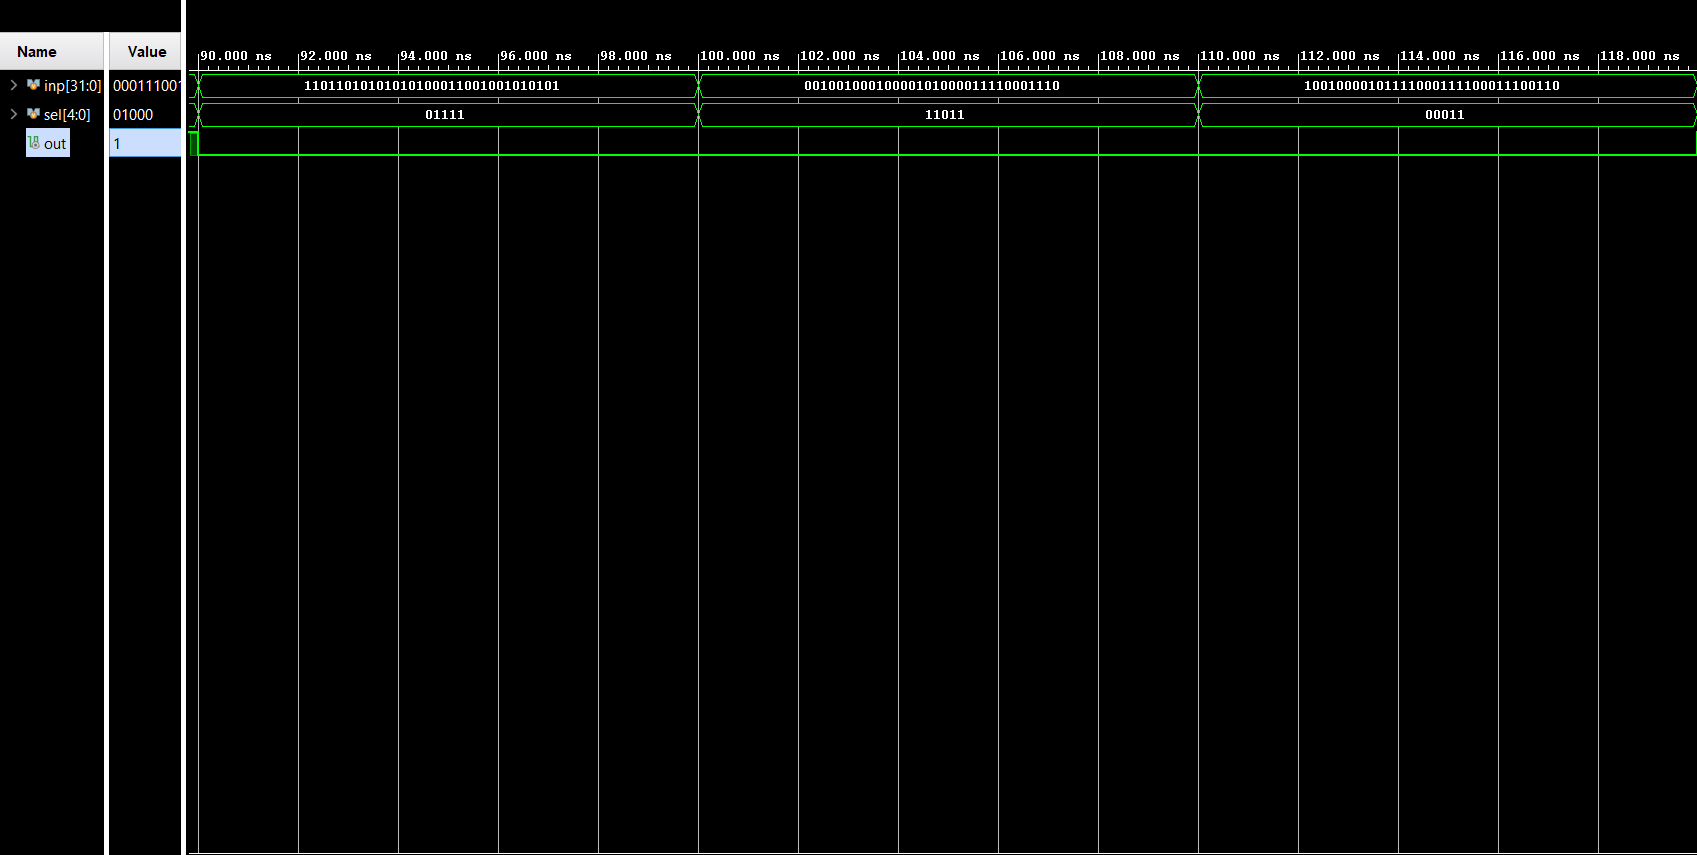 Name Value
90.000 ns 92.000 ns 94.000 ns 96.000 ns 98.000 ns 100.000 ns 102.000 ns 104.000 ns 106.000 ns 108.000 ns 110.000 ns 112.000 ns 114.000 ns 116.000 ns 118.000 ns
inp[31:0] 000111001 11011010101010100011001001010101 00100100010000101000011110001110 10010000101111000111100011100110
sel[4:0] 01000 01111 11011 00011
out 1